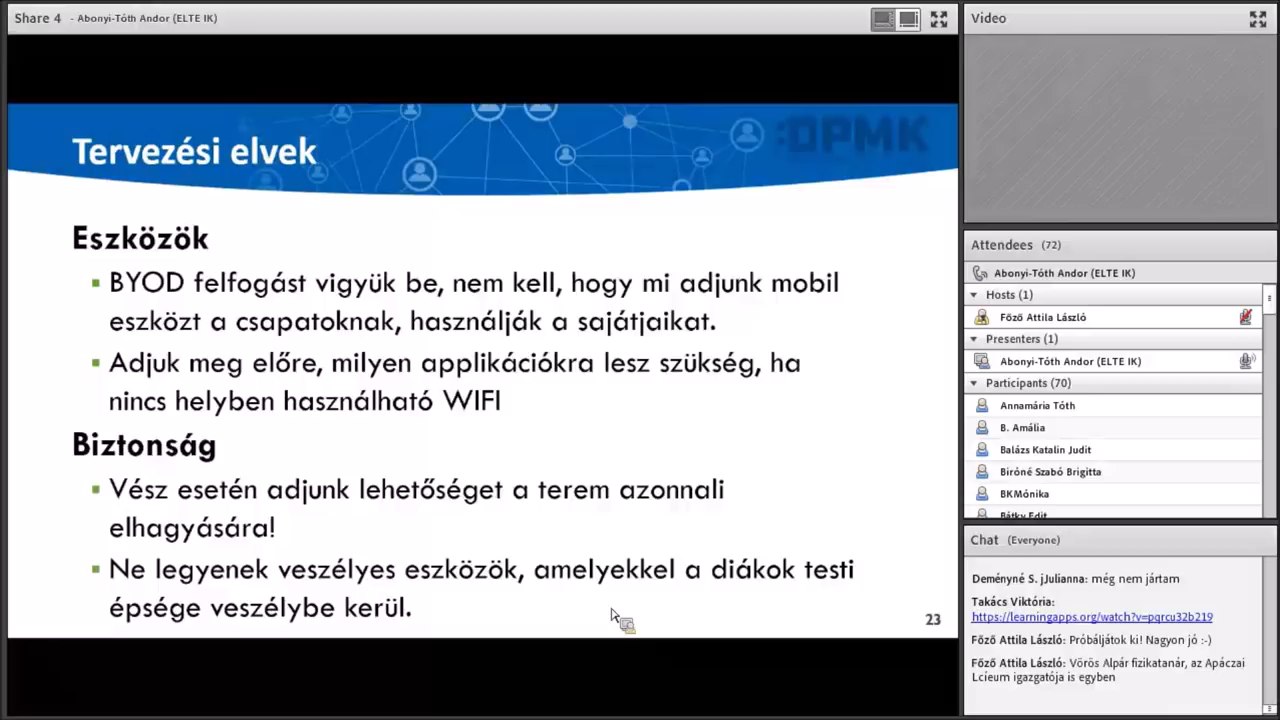 Share 4 - Abonyi-Tóth Andor (ELTE IK)
:OPMK
Tervezési elvek
Eszközök
BYOD felfogást vigyük be, nem kell, hogy mi adjunk mobil
eszközt a csapatoknak, használják a sajátjaikat.
Adjuk meg előre, milyen applikációkra lesz szükség, ha
nincs helyben használható WIFI
Biztonság
Vész esetén adjunk lehetőséget a terem azonnali
elhagyására!
Ne legyenek veszélyes eszközök, amelyekkel a diákok testi
épsége veszélybe kerül.
23
Video
Attendees (72)
Abonyi-Tóth Andor (ELTE IK)
Hosts (1)
Főző Attila László
Presenters (1)
Abonyi-Tóth Andor (ELTE IK)
Participants (70)
Annamária Tóth
B. Amália
Balázs Katalin Judit
Biróné Szabó Brigitta
BKMónika
Bátky Edit
Chat (Everyone)
Deményné S. jJulianna: még nem jártam
Takács Viktória:
https://learningapps.org/watch?v=pqrcu32b219
Főző Attila László: Próbáljátok ki! Nagyon jó :-)
Főző Attila László: Vörös Alpár fizikatanár, az Apáczai
Lcíeum igazgatója is egyben